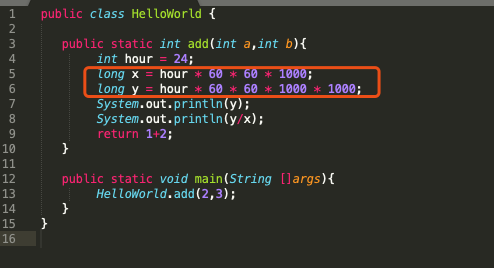 1 public class HelloWorld {
2
3 public static int add(int a,int b){
4 int hour = 24;
5 long x = hour * 60 * 60 * 1000;
6 long y = hour * 60 * 60 * 1000 * 1000;
7 System.out.println(y);
8 System.out.println(y/x);
9 return 1+2;
10 }
11
12 public static void main(String []args){
13 HelloWorld.add(2,3);
14 }
15 }
16